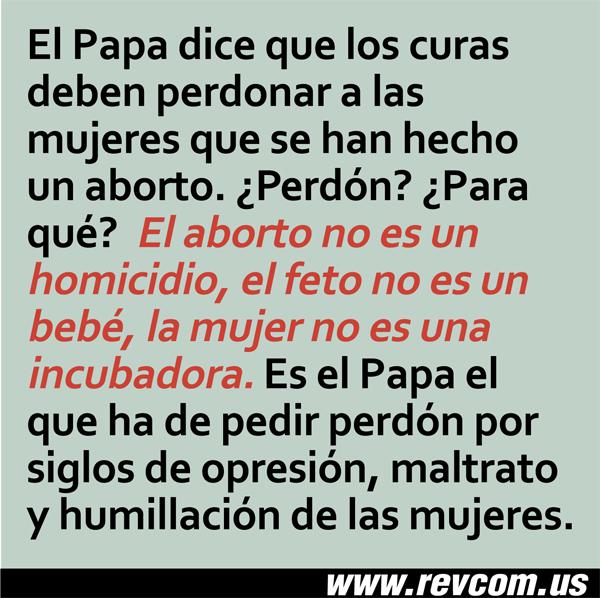 El Papa dice que los curas
deben perdonar a las
mujeres que se han hecho
un aborto. ¿Perdón? ¿Para
qué?  El aborto no es un
homicidio, el feto no es un
bebé, la mujer no es una
incubadora. Es el Papa el
que ha de pedir perdón por
siglos de opresión, maltrato
y humillación de las mujeres.
www.revcom.us